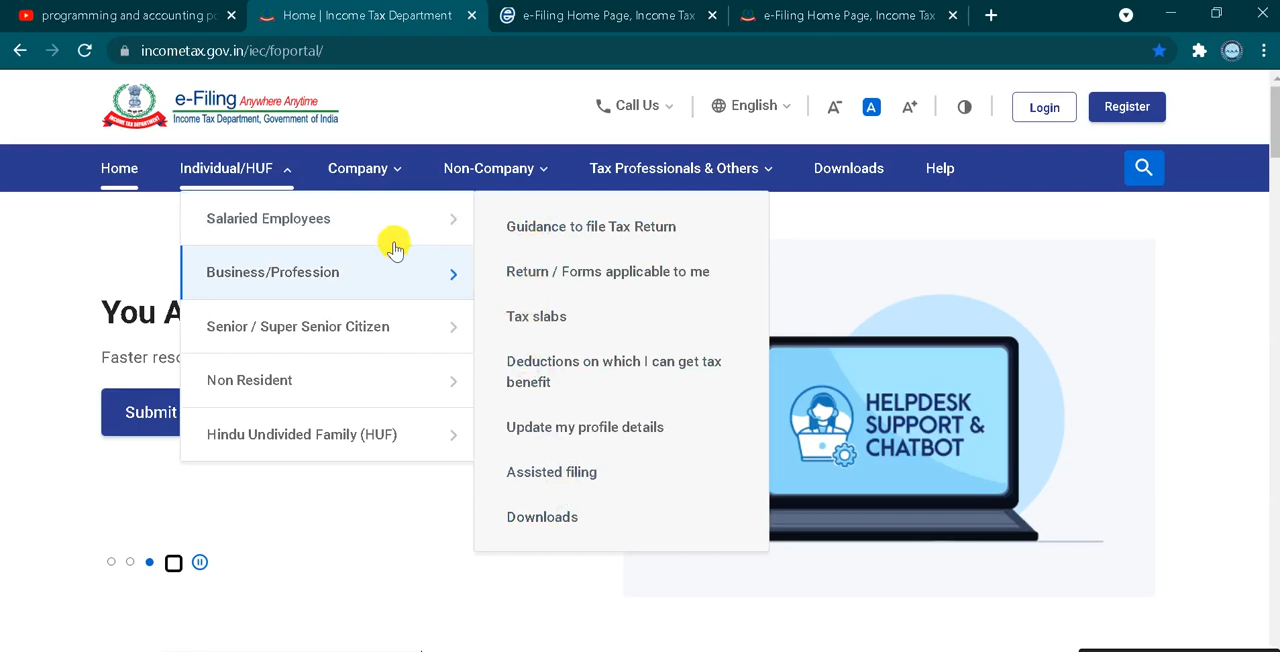 programming and accounting po
Home | Income Tax Department
e-Filing Home Page, Income Tax
e-Filing Home Page, Income Tax
incometax.gov.in/iec/foportal/
e-Filing Anywhere Anytime
Income Tax Department, Government of India
Call Us
English
A-
A
A+
Login
Register
Home
Individual/HUF
Company
Non-Company
Tax Professionals & Others
Downloads
Help
Salaried Employees
Business/Profession
Senior / Super Senior Citizen
Non Resident
Hindu Undivided Family (HUF)
Guidance to file Tax Return
Return / Forms applicable to me
Tax slabs
Deductions on which I can get tax
benefit
Update my profile details
Assisted filing
Downloads
You A
Faster reso
Submit
HELPDESK
SUPPORT &
CHATBOT